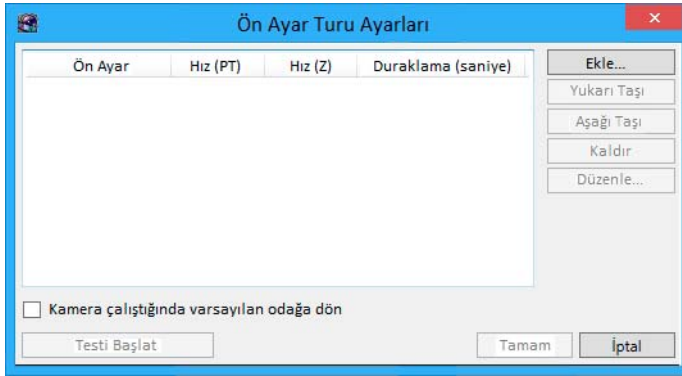 Ön Ayar Turu Ayarları
Ön Ayar Hız (PT) Hız (Z) Duraklama (saniye)
Ekle...
Yukarı Taşı
Aşağı Taşı
Kaldır
Düzenle...
Kamera çalıştığında varsayılan odağa dön
Testi Başlat Tamam İptal